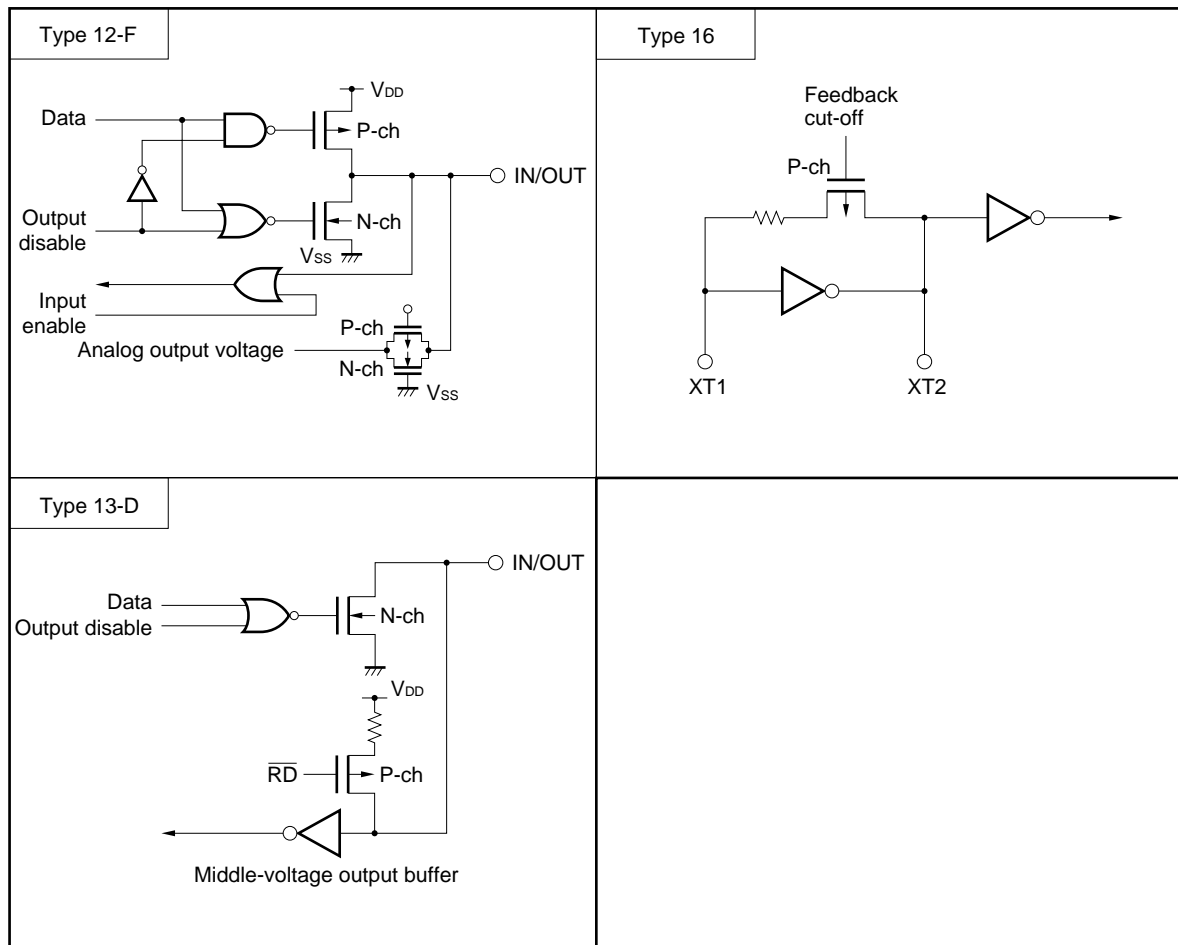 Type 12-F
VDD
Data
P-ch
IN/OUT
Output
disable
N-ch
VSS
Input
enable
P-ch
Analog output voltage
N-ch
VSS
Type 16
Feedback
cut-off
P-ch
XT1
XT2
Type 13-D
IN/OUT
Data
Output disable
N-ch
VDD
R̅D̅
P-ch
Middle-voltage output buffer